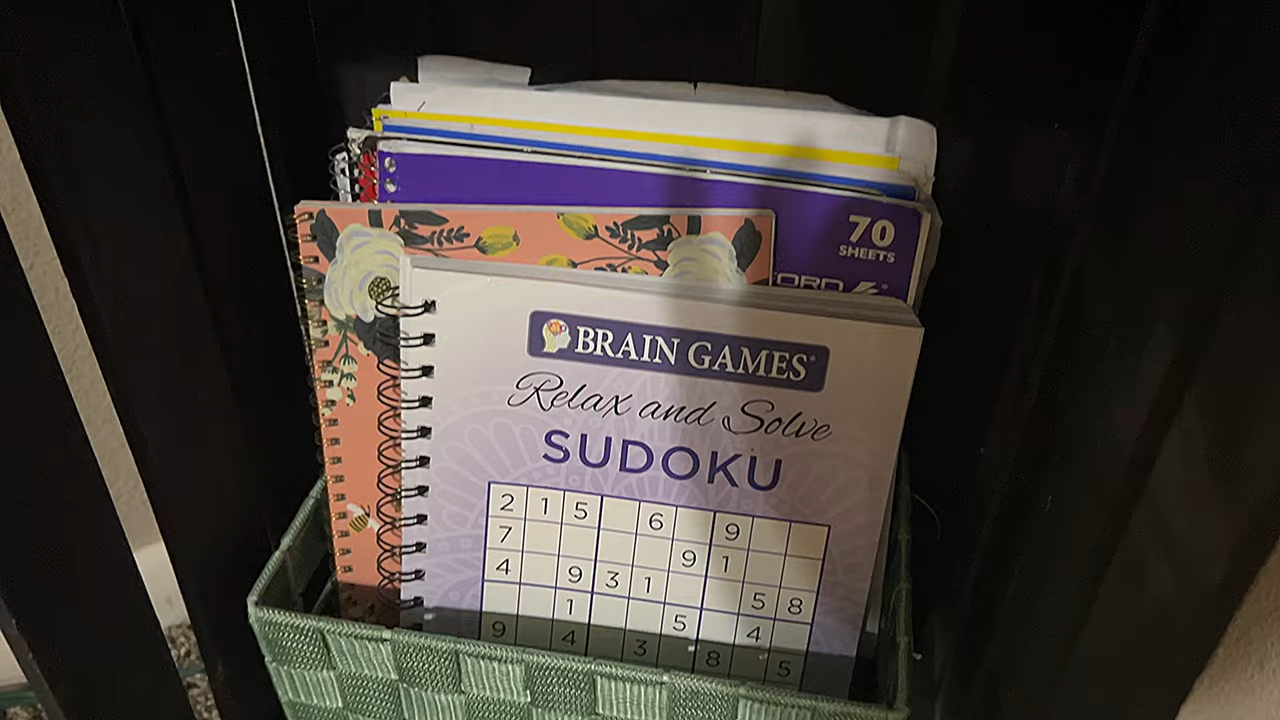 70
SHEETS
ORD
BRAIN GAMES®
Relax and Solve
SUDOKU
2 1 5 6 9
7 9 1
4 9 3 1 5 8
1 5 4
9 4 3 8 5